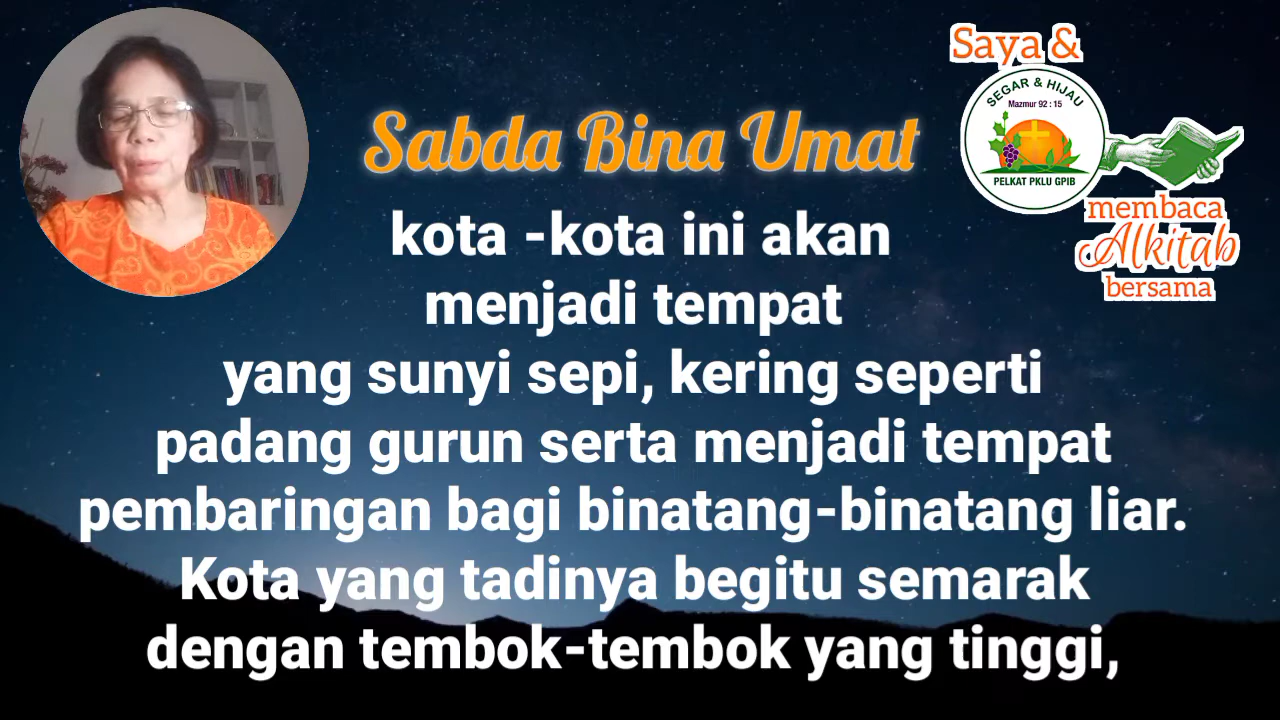 Saya &
SEGAR & HIJAU
Mazmur 92 : 15
PELKAT PKLU GPIB
membaca
Alkitab
bersama
Sabda Bina Umat
kota -kota ini akan
menjadi tempat
yang sunyi sepi, kering seperti
padang gurun serta menjadi tempat
pembaringan bagi binatang-binatang liar.
Kota yang tadinya begitu semarak
dengan tembok-tembok yang tinggi,